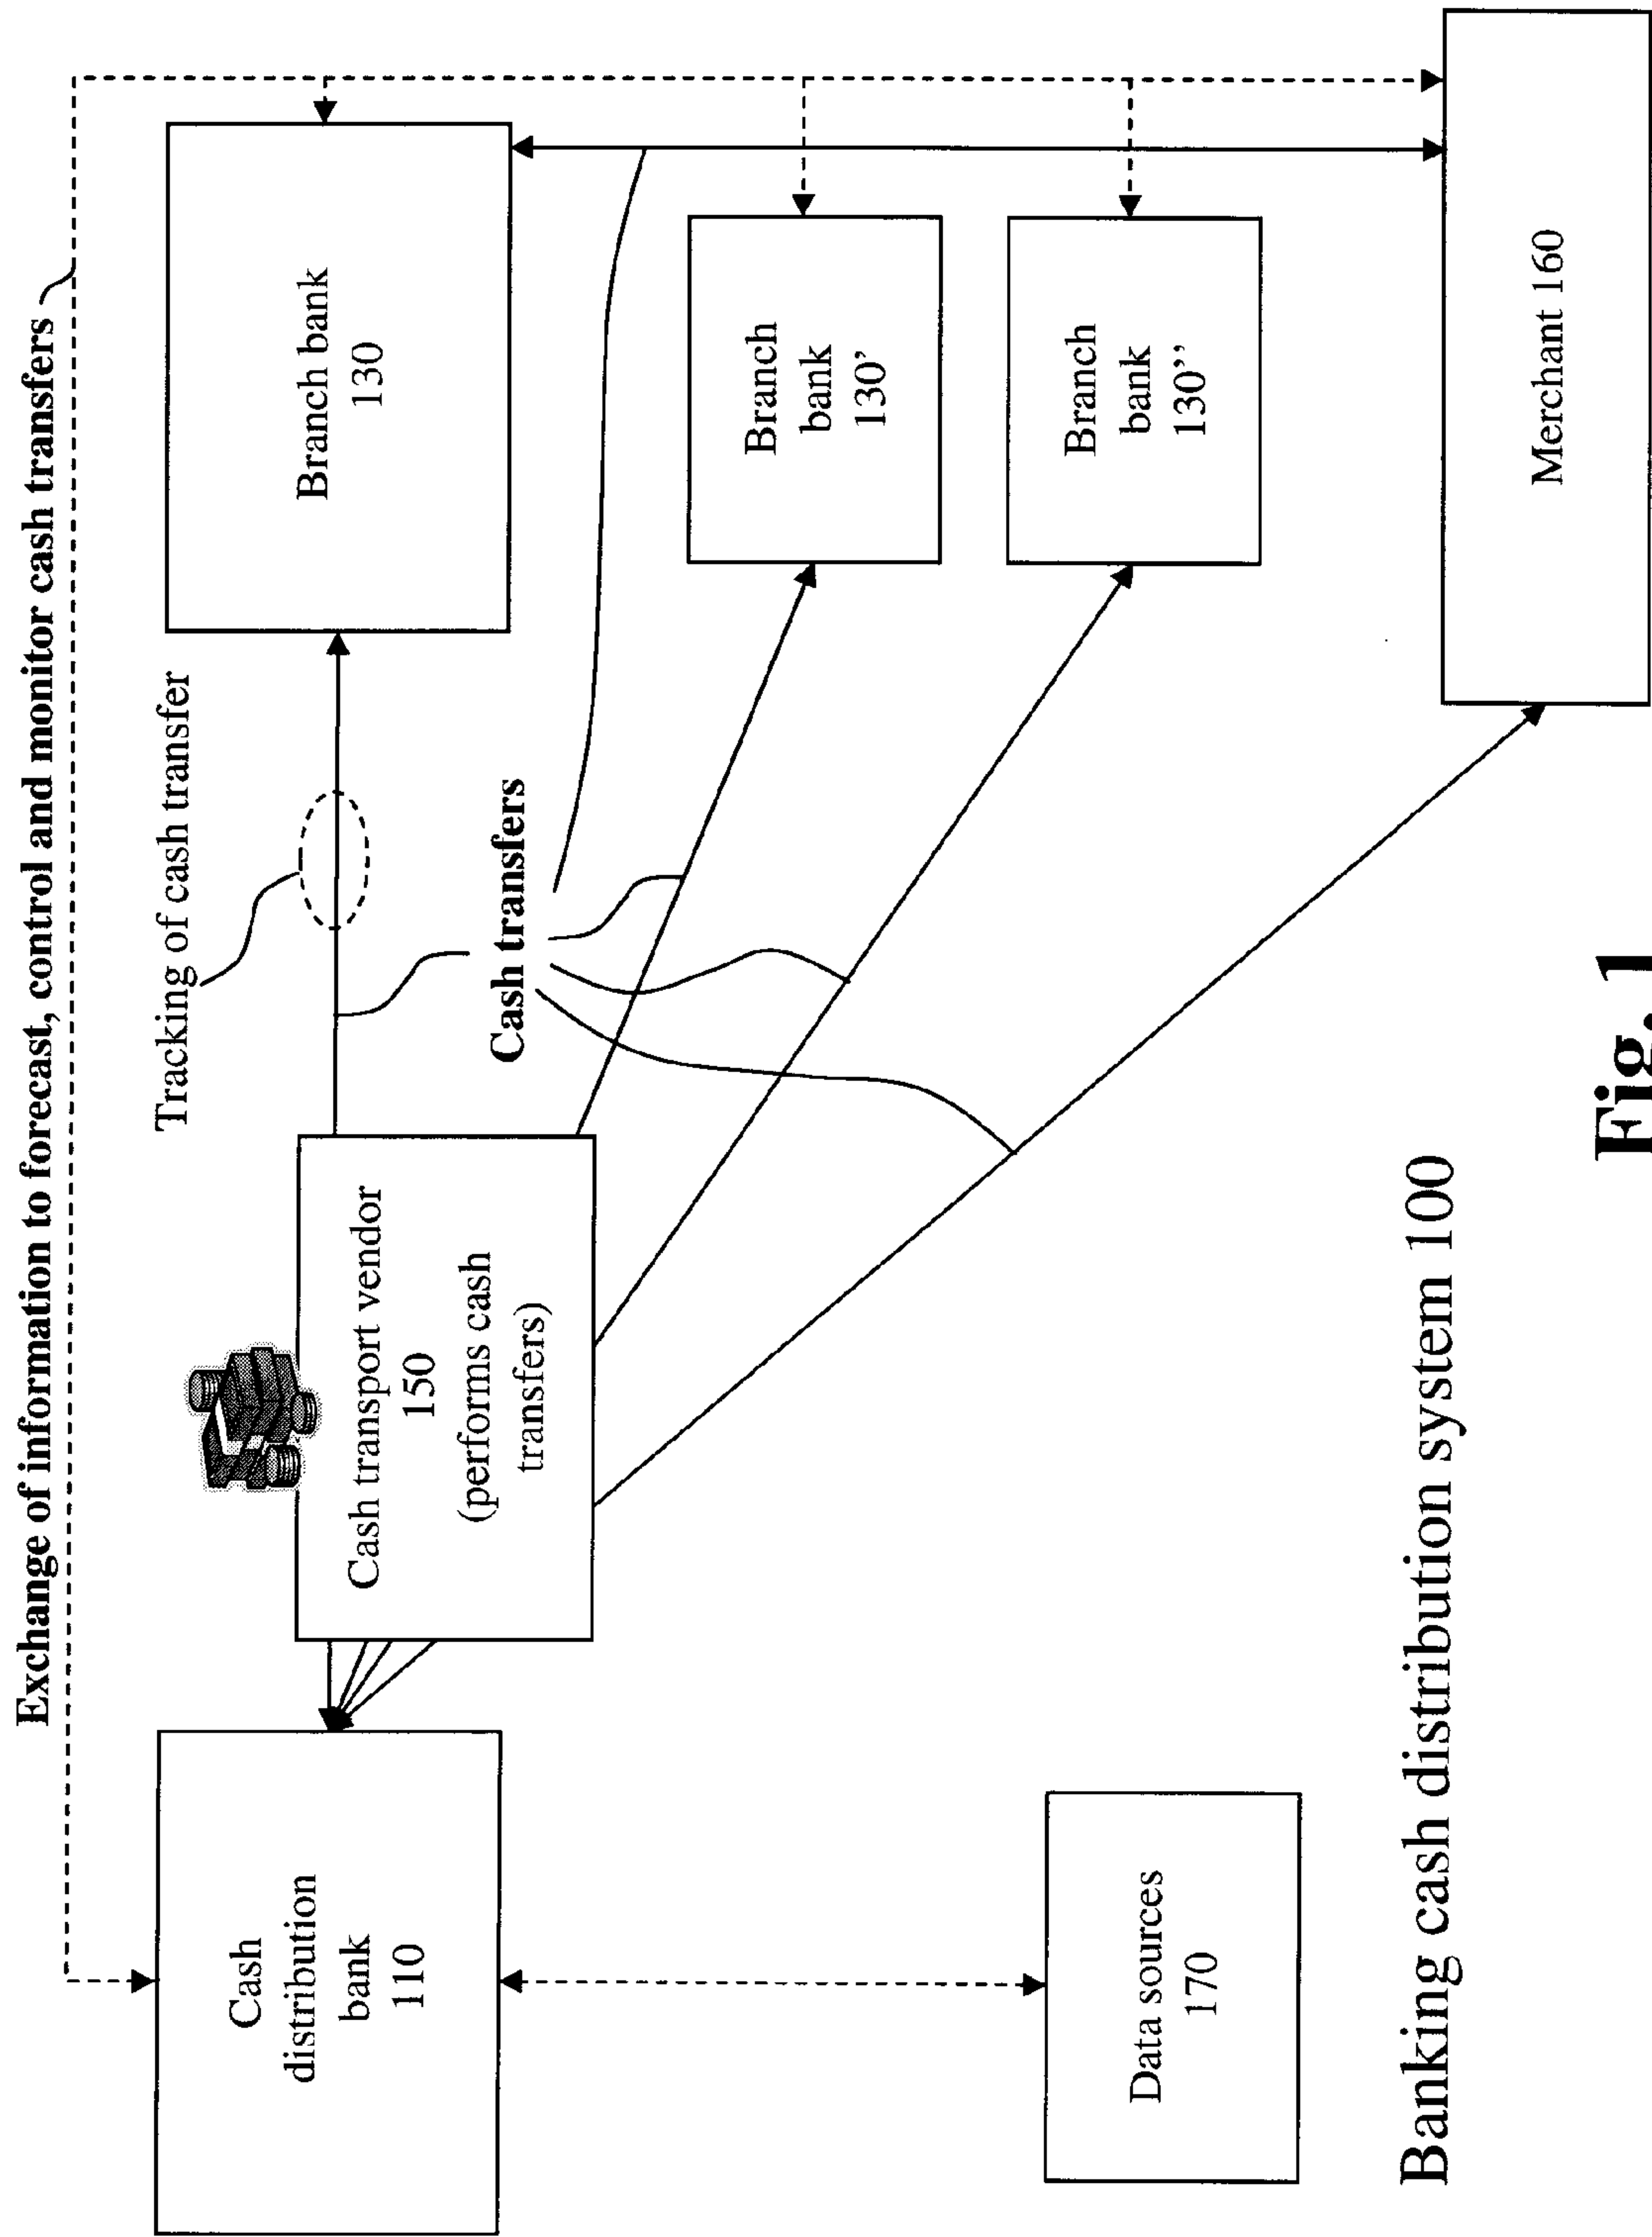 Exchange of information to forecast, control and monitor cash transfers
Cash
distribution
bank
110
Cash transport vendor
150
(performs cash
transfers)
Tracking of cash transfer
Cash transfers
Branch bank
130
Branch
bank
130'
Branch
bank
130''
Merchant 160
Data sources
170
Banking cash distribution system 100
Fig. 1